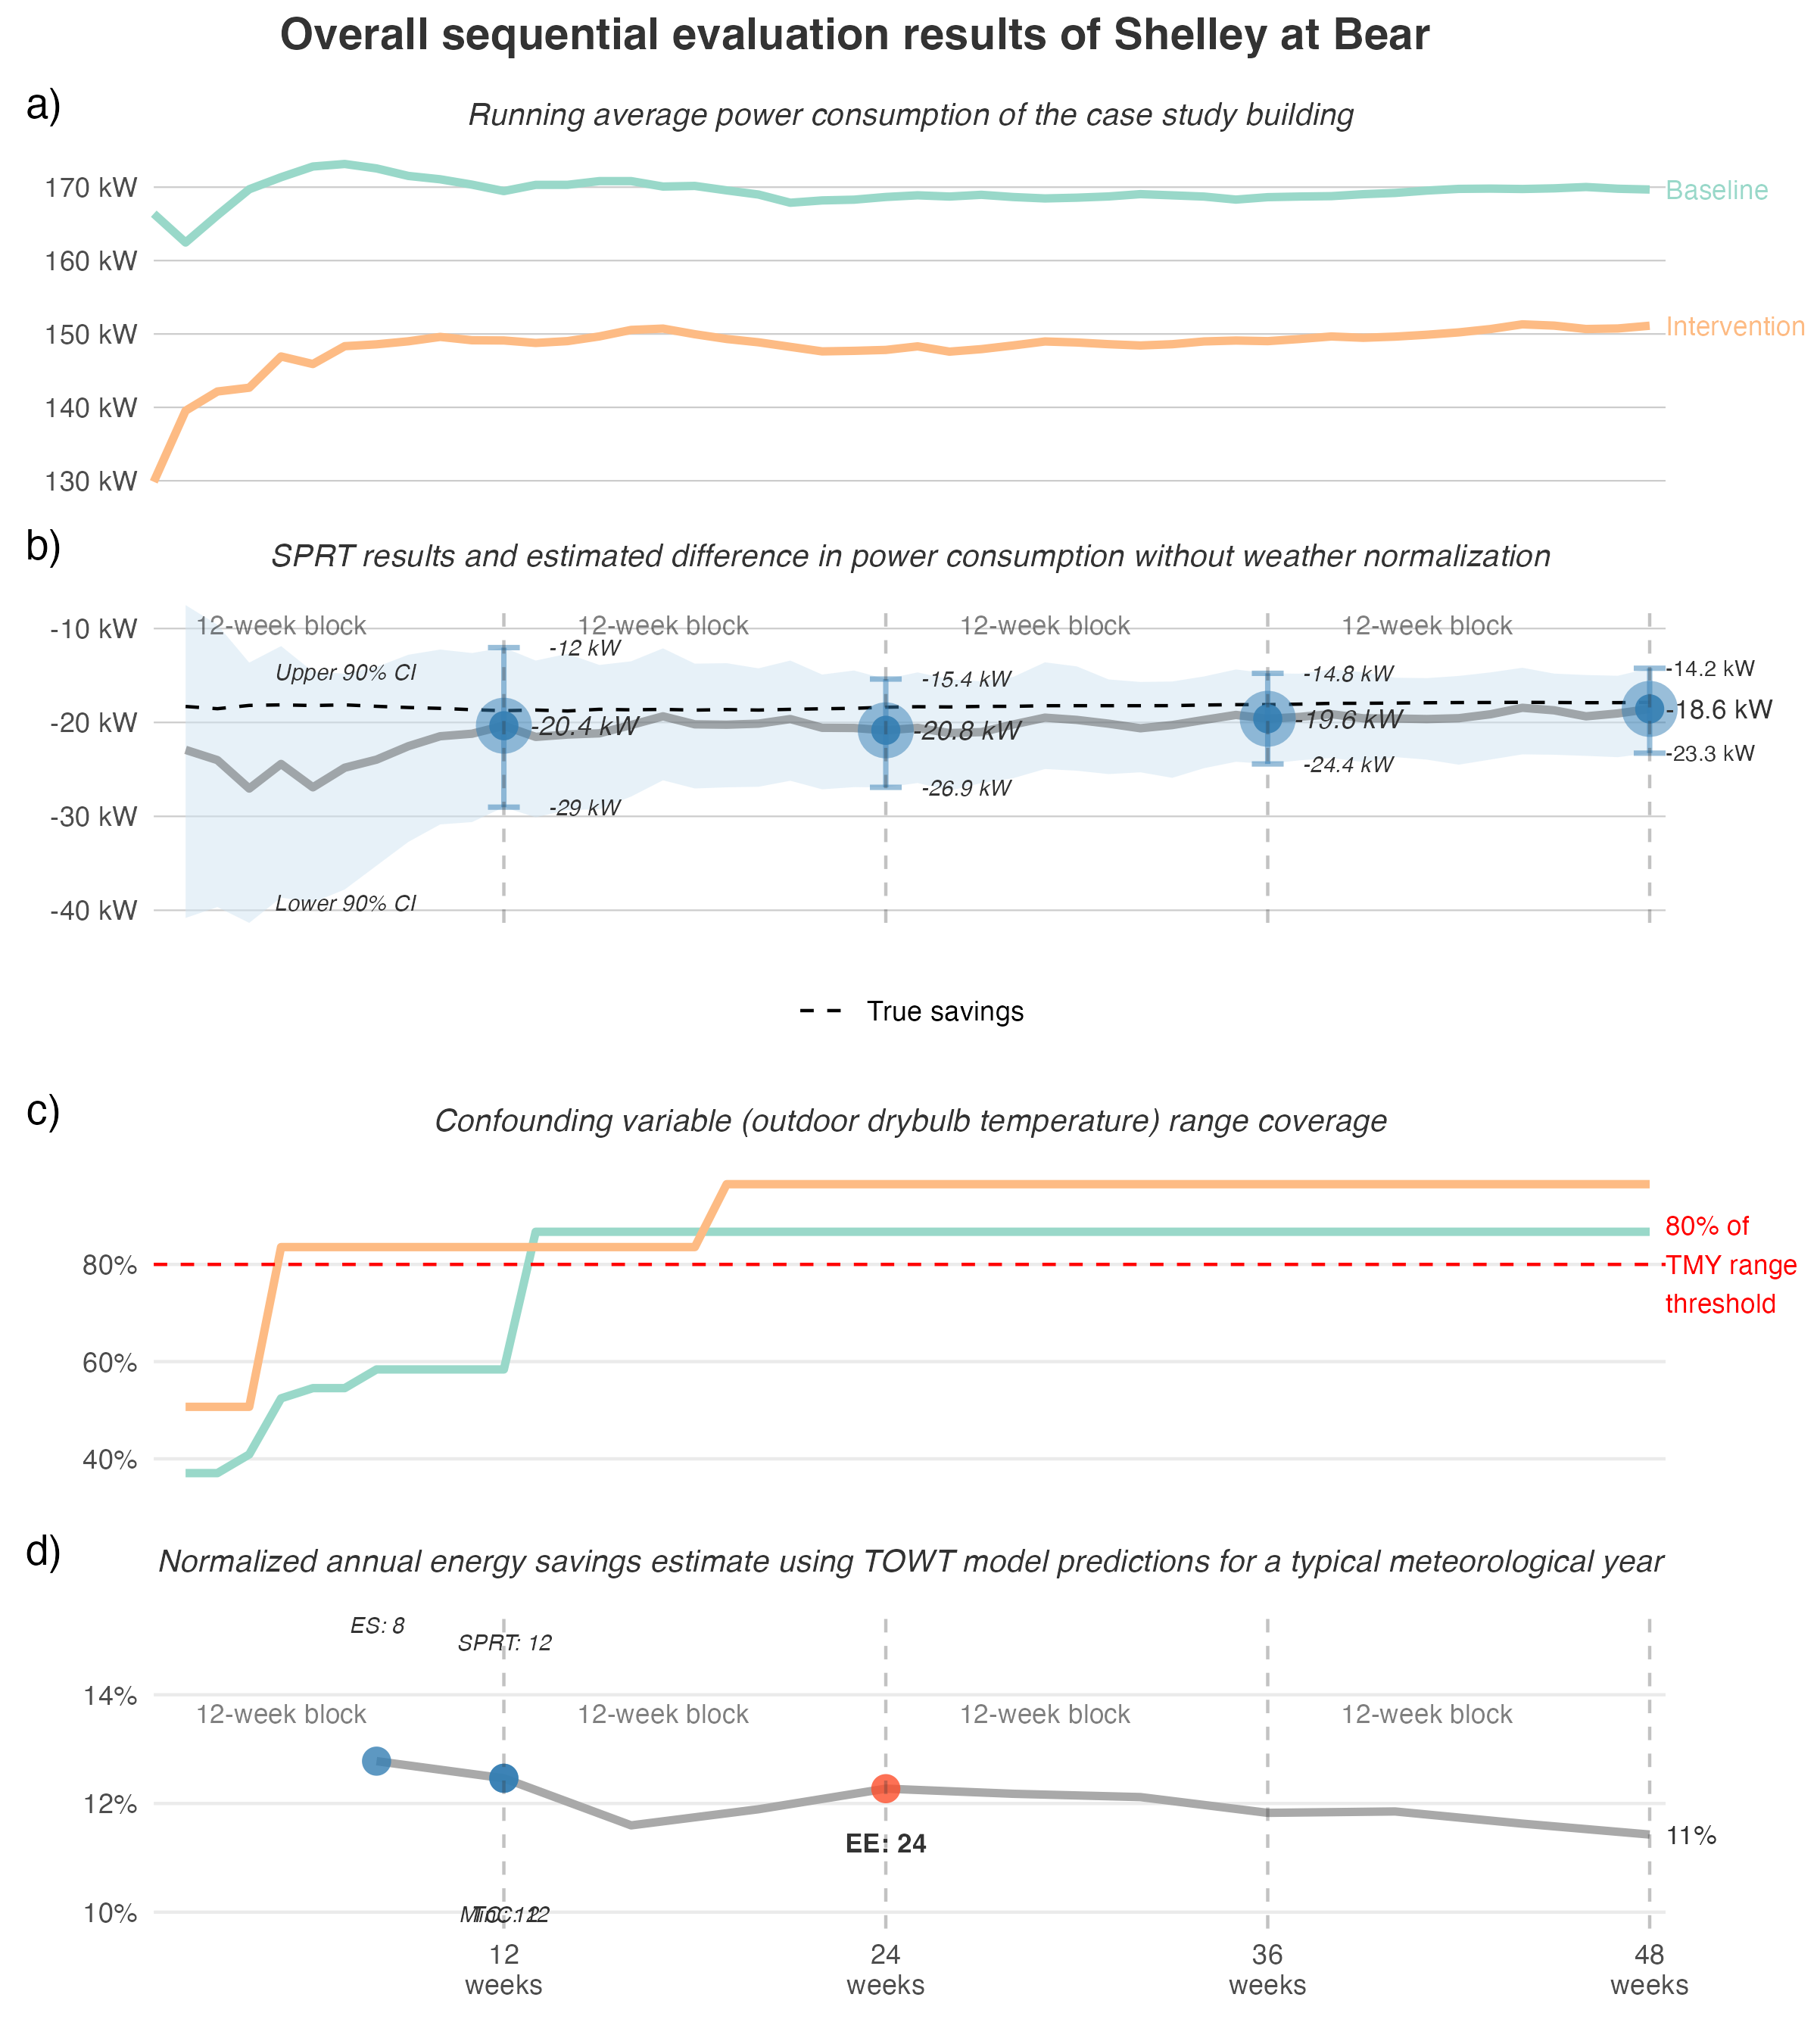 Overall sequential evaluation results of Shelley at Bear
a)
Running average power consumption of the case study building
170 kW
160 kW
150 kW
140 kW
130 kW
Baseline
Intervention
b)
SPRT results and estimated difference in power consumption without weather normalization
-10 kW
-20 kW
-30 kW
-40 kW
12-week block
12-week block
12-week block
12-week block
Upper 90% CI
Lower 90% CI
-12 kW
-20.4 kW
-29 kW
-15.4 kW
-20.8 kW
-26.9 kW
-14.8 kW
-19.6 kW
-24.4 kW
-14.2 kW
-18.6 kW
-23.3 kW
True savings
c)
Confounding variable (outdoor drybulb temperature) range coverage
80%
60%
40%
80% of
TMY range
threshold
d)
Normalized annual energy savings estimate using TOWT model predictions for a typical meteorological year
ES: 8
SPRT: 12
14%
12%
10%
12-week block
12-week block
12-week block
12-week block
EE: 24
11%
12
weeks
24
weeks
36
weeks
48
weeks